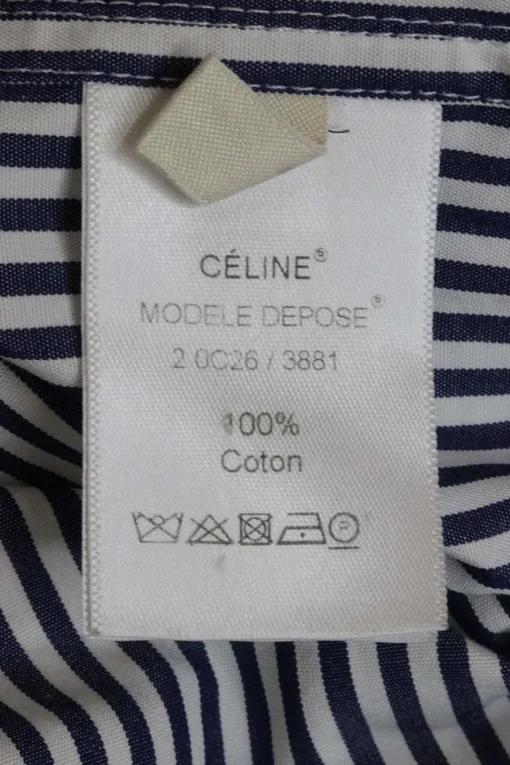 CÉLINE®
MODELE DEPOSE®
2 0C26 / 3881
100%
Coton
P